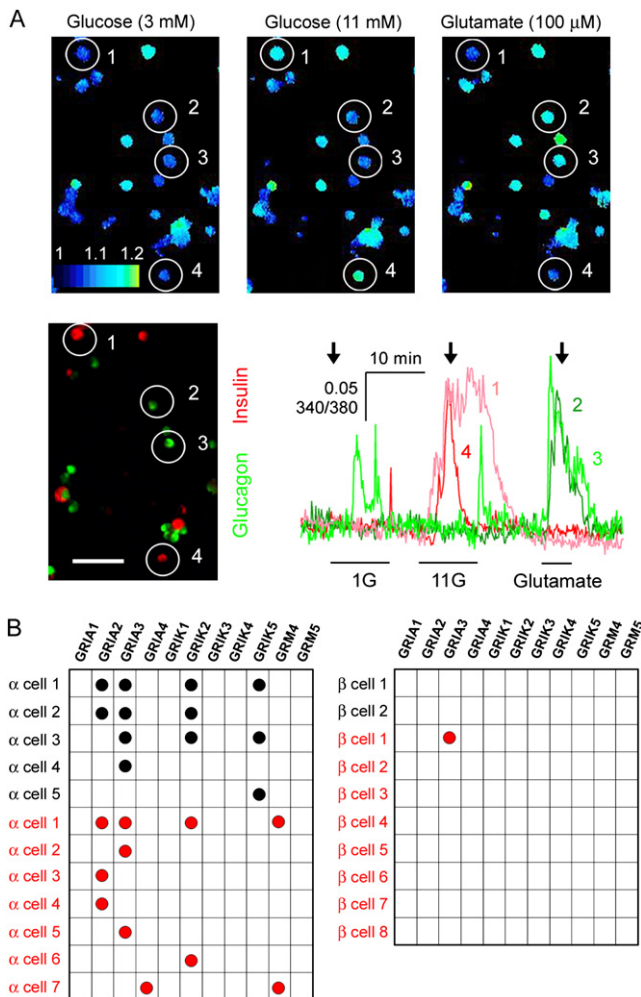 A
Glucose (3 mM) Glucose (11 mM) Glutamate (100 µM)
1 1 1
2 2 2
3 3 3
1 1.1 1.2
4 4 4
1
2
3
4
Insulin
Glucagon
10 min
0.05
340/380
1
4
2
3
1G 11G Glutamate
B
GRIA1 GRIA2 GRIA3 GRIA4 GRIK1 GRIK2 GRIK3 GRIK4 GRIK5 GRM4 GRM5
α cell 1
α cell 2
α cell 3
α cell 4
α cell 5
α cell 1
α cell 2
α cell 3
α cell 4
α cell 5
α cell 6
α cell 7
GRIA1 GRIA2 GRIA3 GRIA4 GRIK1 GRIK2 GRIK3 GRIK4 GRIK5 GRM4 GRM5
β cell 1
β cell 2
β cell 1
β cell 2
β cell 3
β cell 4
β cell 5
β cell 6
β cell 7
β cell 8